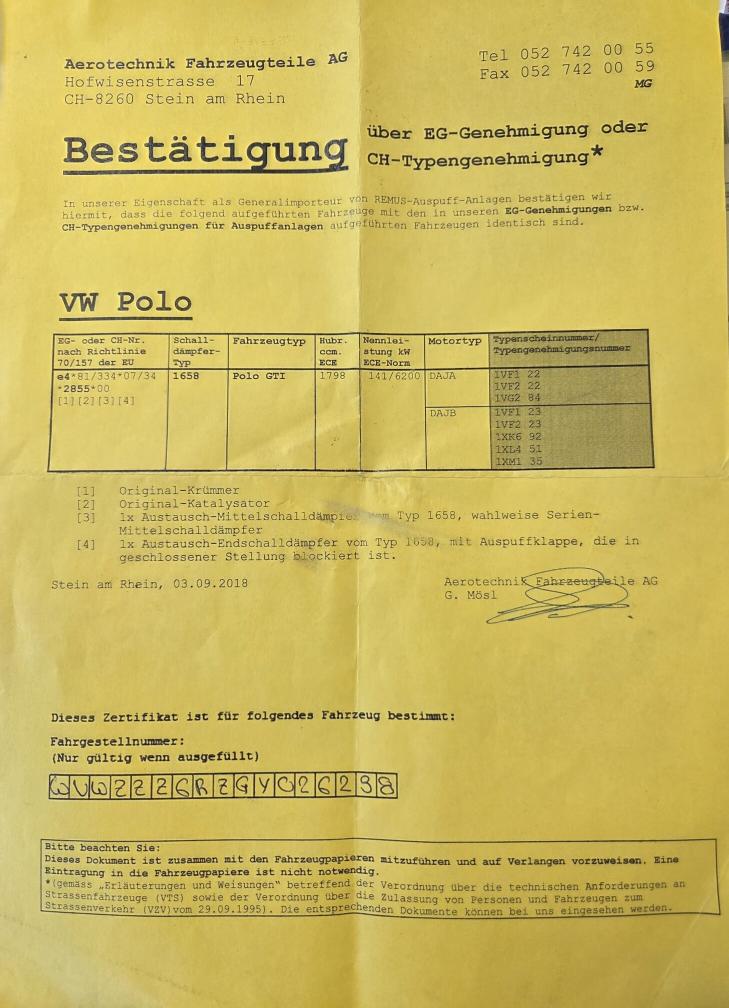 Aerotechnik Fahrzeugteile AG
Hofwisenstrasse 17
CH-8260 Stein am Rhein
Tel 052 742 00 55
Fax 052 742 00 59
MG
Bestätigung über EG-Genehmigung oder
CH-Typengenehmigung*
In unserer Eigenschaft als Generalimporteur von REMUS-Auspuff-Anlagen bestätigen wir
hiermit, dass die folgend aufgeführten Fahrzeuge mit den in unseren EG-Genehmigungen bzw.
CH-Typengenehmigungen für Auspuffanlagen aufgeführten Fahrzeugen identisch sind.
VW Polo
EG- oder CH-Nr. nach Richtlinie 70/157 der EU
Schall-dämpfer-Typ
Fahrzeugtyp
Hubr. ccm. ECE
Nennlei-stung kW ECE-Norm
Motortyp
Typenscheinnummer/ Typengenehmigungsnummer
e4*81/334*07/34
*2855*00
[1][2][3][4]
1658
Polo GTI
1798
141/6200
DAJA
1VF1 22
1VF2 22
1VG2 84
DAJB
1VF1 23
1VF2 23
1XK6 92
1XL4 51
1XM1 35
[1] Original-Krümmer
[2] Original-Katalysator
[3] 1x Austausch-Mittelschalldämpfer vom Typ 1658, wahlweise Serien-
Mittelschalldämpfer
[4] 1x Austausch-Endschalldämpfer vom Typ 1658, mit Auspuffklappe, die in
geschlossener Stellung blockiert ist.
Stein am Rhein, 03.09.2018
Aerotechnik Fahrzeugteile AG
G. Mösl
Dieses Zertifikat ist für folgendes Fahrzeug bestimmt:
Fahrgestellnummer:
(Nur gültig wenn ausgefüllt)
WVWZZZ6RZGY026298
Bitte beachten Sie:
Dieses Dokument ist zusammen mit den Fahrzeugpapieren mitzuführen und auf Verlangen vorzuweisen. Eine
Eintragung in die Fahrzeugpapiere ist nicht notwendig.
*(gemäss „Erläuterungen und Weisungen" betreffend der Verordnung über die technischen Anforderungen an
Strassenfahrzeuge (VTS) sowie der Verordnung über die Zulassung von Personen und Fahrzeugen zum
Strassenverkehr (VZV) vom 29.09.1995). Die entsprechenden Dokumente können bei uns eingesehen werden.